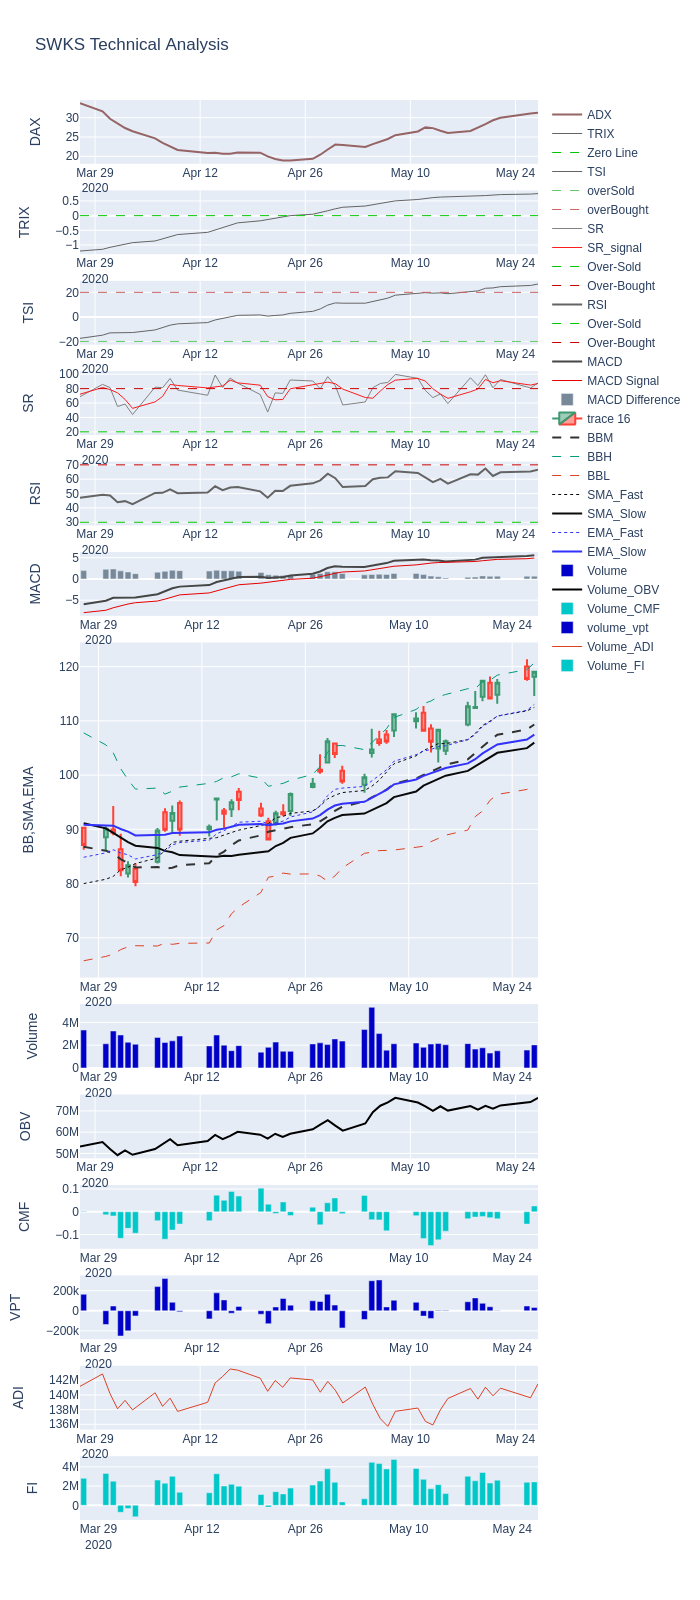 SWKS Technical Analysis
DAX
30
25
20
Mar 29
2020
Apr 12
Apr 26
May 10
May 24
TRIX
0.5
0
−0.5
−1
Mar 29
2020
Apr 12
Apr 26
May 10
May 24
TSI
20
0
−20
Mar 29
2020
Apr 12
Apr 26
May 10
May 24
SR
100
80
60
40
20
Mar 29
2020
Apr 12
Apr 26
May 10
May 24
RSI
70
60
50
40
30
Mar 29
2020
Apr 12
Apr 26
May 10
May 24
MACD
5
0
−5
Mar 29
2020
Apr 12
Apr 26
May 10
May 24
BB,SMA,EMA
120
110
100
90
80
70
Mar 29
2020
Apr 12
Apr 26
May 10
May 24
Volume
4M
2M
0
Mar 29
2020
Apr 12
Apr 26
May 10
May 24
OBV
70M
60M
50M
Mar 29
2020
Apr 12
Apr 26
May 10
May 24
CMF
0.1
0
−0.1
Mar 29
2020
Apr 12
Apr 26
May 10
May 24
VPT
200k
0
−200k
Mar 29
2020
Apr 12
Apr 26
May 10
May 24
ADI
142M
140M
138M
136M
Mar 29
2020
Apr 12
Apr 26
May 10
May 24
FI
4M
2M
0
Mar 29
2020
Apr 12
Apr 26
May 10
May 24
ADX
TRIX
Zero Line
TSI
overSold
overBought
SR
SR_signal
Over-Sold
Over-Bought
RSI
Over-Sold
Over-Bought
MACD
MACD Signal
MACD Difference
trace 16
BBM
BBH
BBL
SMA_Fast
SMA_Slow
EMA_Fast
EMA_Slow
Volume
Volume_OBV
Volume_CMF
volume_vpt
Volume_ADI
Volume_FI